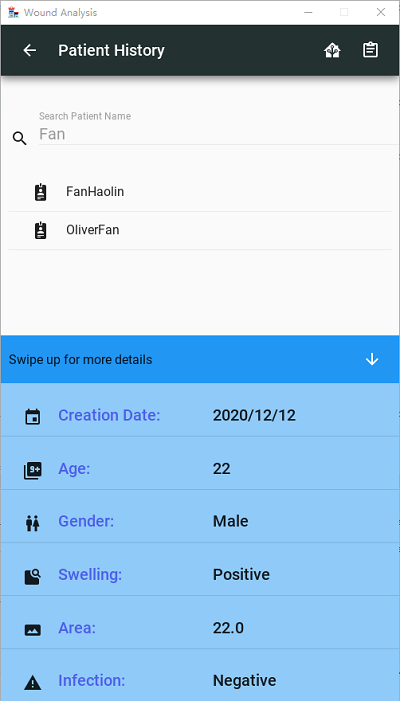 Wound Analysis
Patient History
Search Patient Name
Fan
FanHaolin
OliverFan
Swipe up for more details
Creation Date: 2020/12/12
9+ Age: 22
Gender: Male
Swelling: Positive
Area: 22.0
Infection: Negative